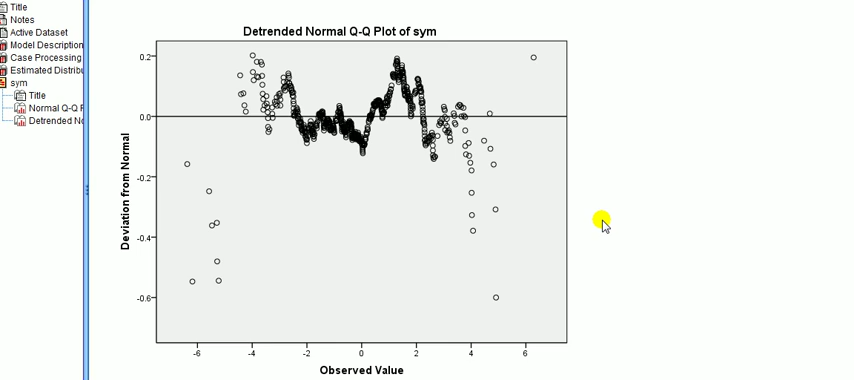 Title
Notes
Active Dataset
Model Description
Case Processing
Estimated Distribu
sym
Title
Normal Q-Q P
Detrended No
Detrended Normal Q-Q Plot of sym
Deviation from Normal
0.2
0.0
-0.2
-0.4
-0.6
-6 -4 -2 0 2 4 6
Observed Value